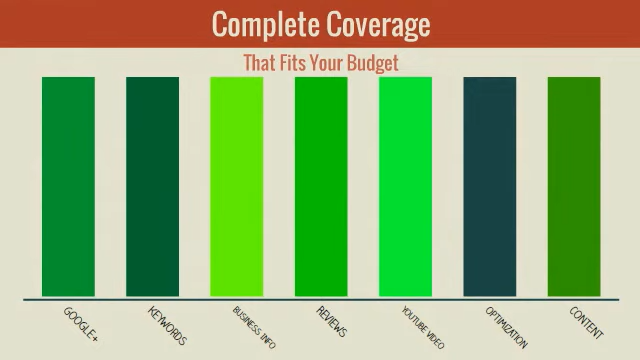 Complete Coverage
That Fits Your Budget
GOOGLE+
KEYWORDS
BUSINESS INFO
REVIEWS
YOUTUBE VIDEO
OPTIMIZATION
CONTENT